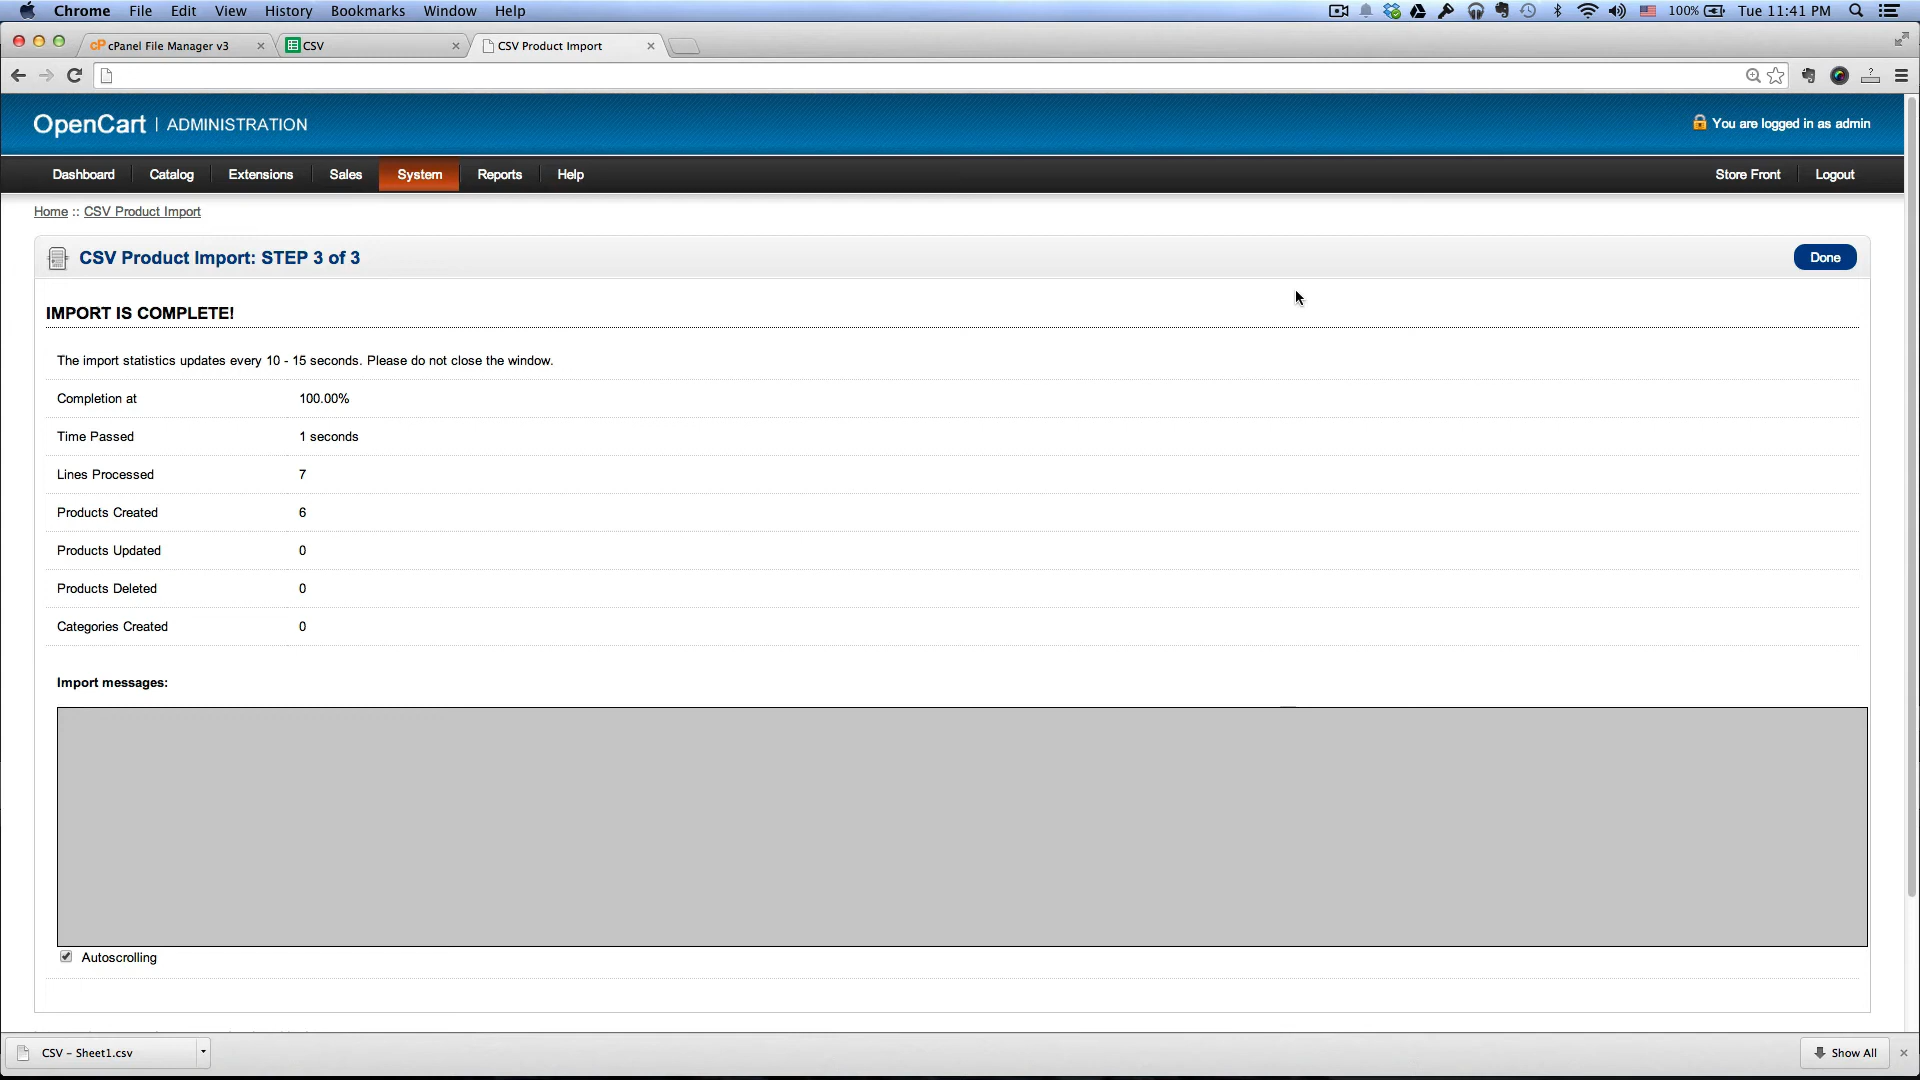 Chrome File Edit View History Bookmarks Window Help 100% Tue 11:41 PM
cP cPanel File Manager v3 CSV CSV Product Import
OpenCart | ADMINISTRATION You are logged in as admin
Dashboard Catalog Extensions Sales System Reports Help Store Front Logout
Home :: CSV Product Import
CSV Product Import: STEP 3 of 3 Done
IMPORT IS COMPLETE!
The import statistics updates every 10 - 15 seconds. Please do not close the window.
Completion at 100.00%
Time Passed 1 seconds
Lines Processed 7
Products Created 6
Products Updated 0
Products Deleted 0
Categories Created 0
Import messages:
Autoscrolling
CSV – Sheet1.csv Show All